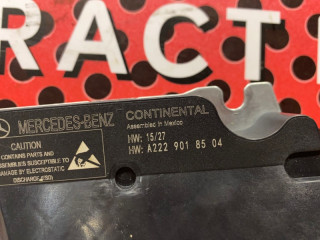 RACTI
MERCEDES-BENZ
CONTINENTAL
Assembled in Mexico
HW: 15/27
HW: A222 901 85 04
CAUTION
CONTAINS PARTS AND
ASSEMBLIES SUSCEPTIBLE TO
DAMAGE BY ELECTROSTATIC
DISCHARGE